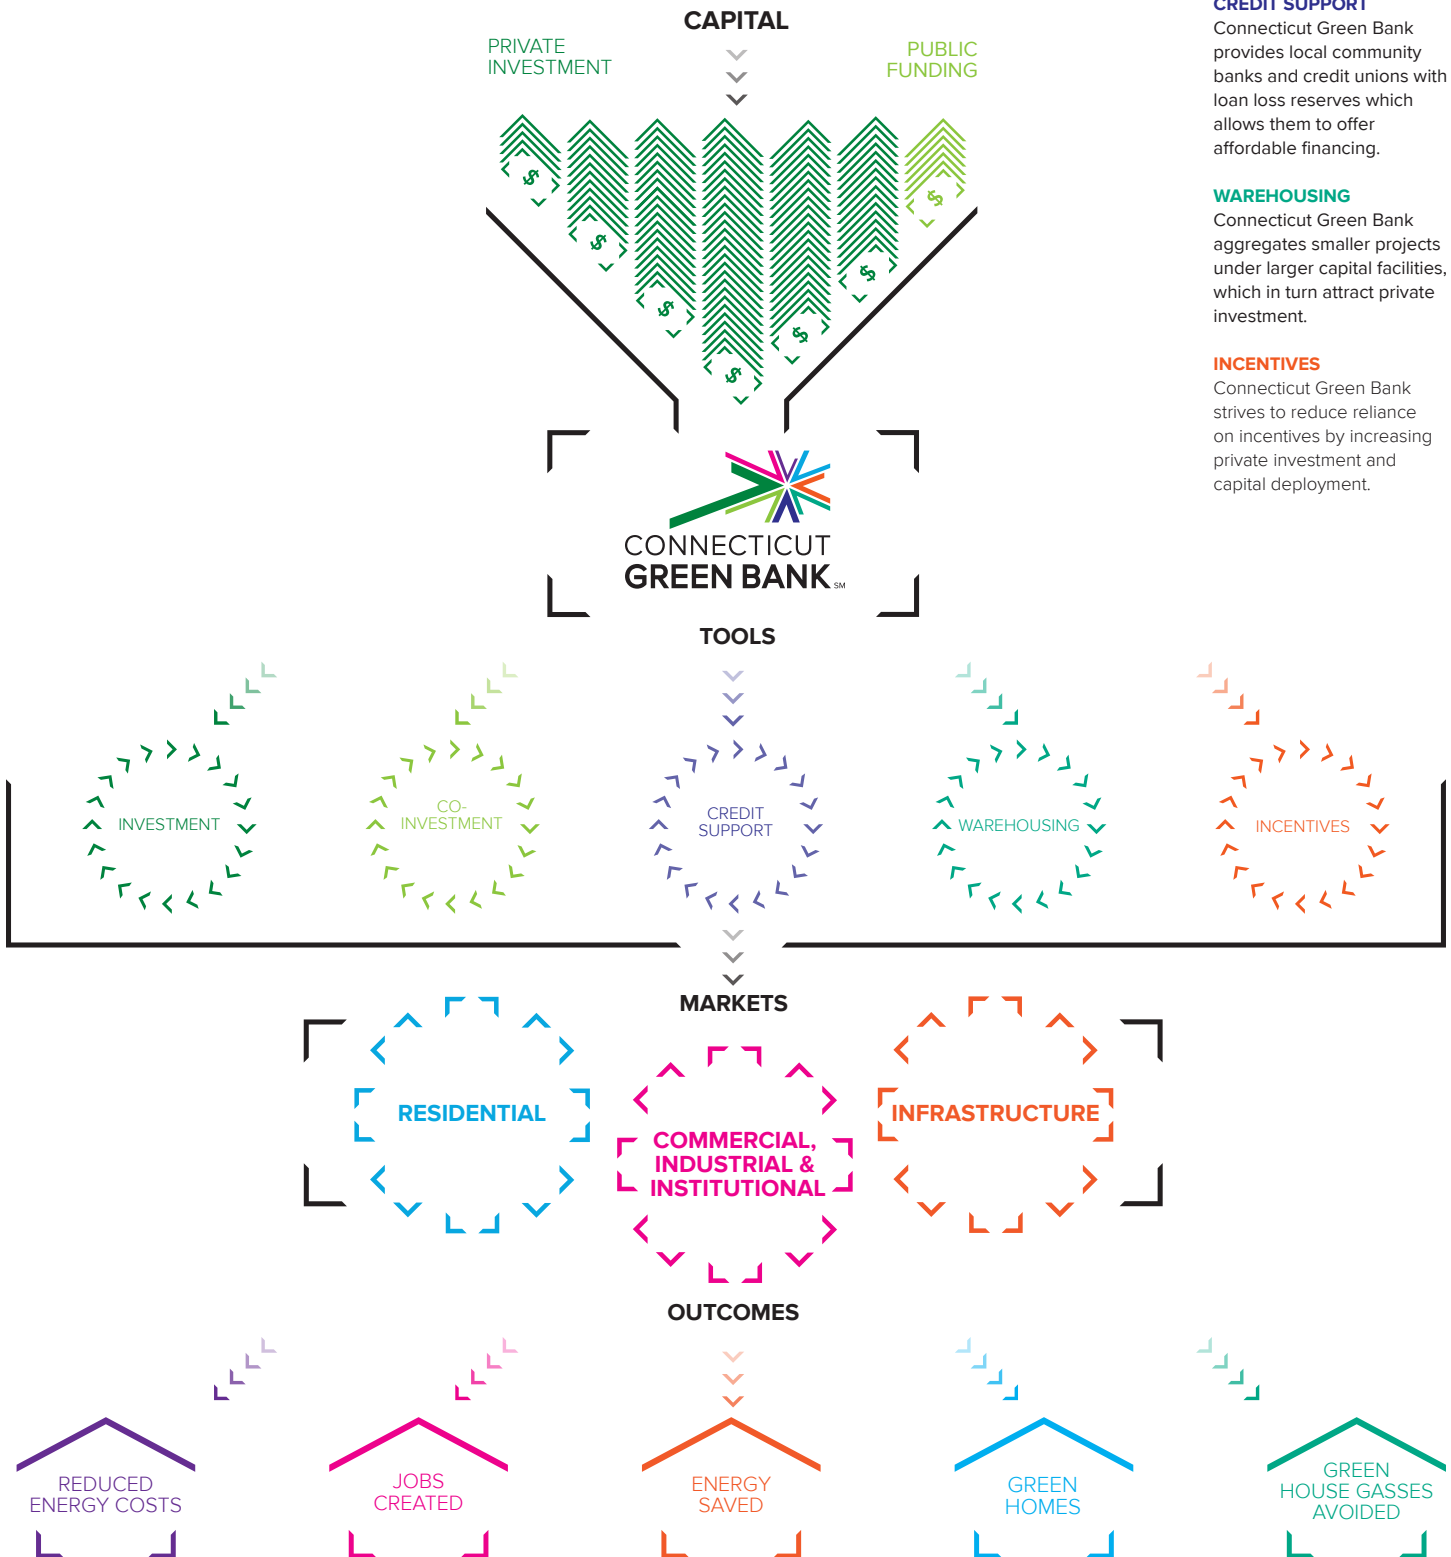 CAPITAL
PRIVATE
INVESTMENT
PUBLIC
FUNDING
$
$
$
$
$
$
$
CREDIT SUPPORT
Connecticut Green Bank
provides local community
banks and credit unions with
loan loss reserves which
allows them to offer
affordable financing.
WAREHOUSING
Connecticut Green Bank
aggregates smaller projects
under larger capital facilities,
which in turn attract private
investment.
INCENTIVES
Connecticut Green Bank
strives to reduce reliance
on incentives by increasing
private investment and
capital deployment.
CONNECTICUT
GREEN BANK SM
TOOLS
INVESTMENT
CO-
INVESTMENT
CREDIT
SUPPORT
WAREHOUSING
INCENTIVES
MARKETS
RESIDENTIAL
COMMERCIAL,
INDUSTRIAL &
INSTITUTIONAL
INFRASTRUCTURE
OUTCOMES
REDUCED
ENERGY COSTS
JOBS
CREATED
ENERGY
SAVED
GREEN
HOMES
GREEN
HOUSE GASSES
AVOIDED